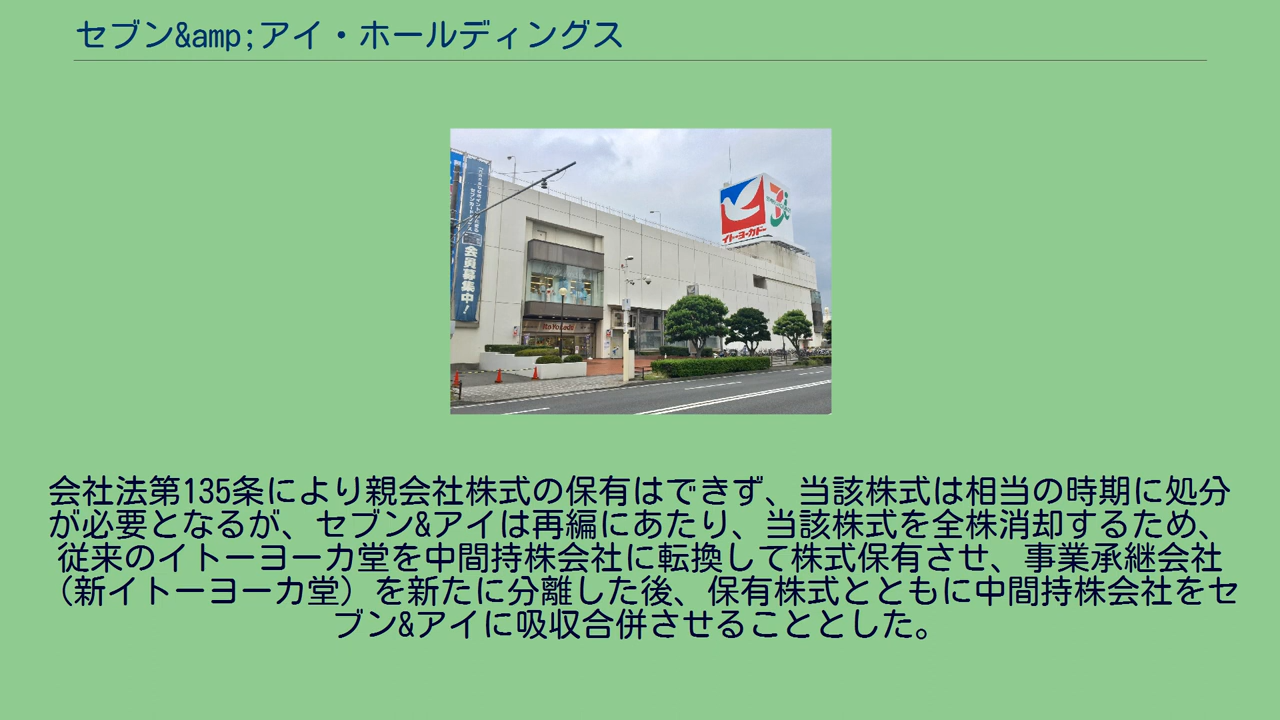 セブン&amp;アイ・ホールディングス
会員募集中!
イトーヨーカドー
Ito Yokado
会社法第135条により親会社株式の保有はできず、当該株式は相当の時期に処分
が必要となるが、セブン&アイは再編にあたり、当該株式を全株消却するため、
従来のイトーヨーカ堂を中間持株会社に転換して株式保有させ、事業承継会社
（新イトーヨーカ堂）を新たに分離した後、保有株式とともに中間持株会社をセ
ブン&アイに吸収合併させることとした。